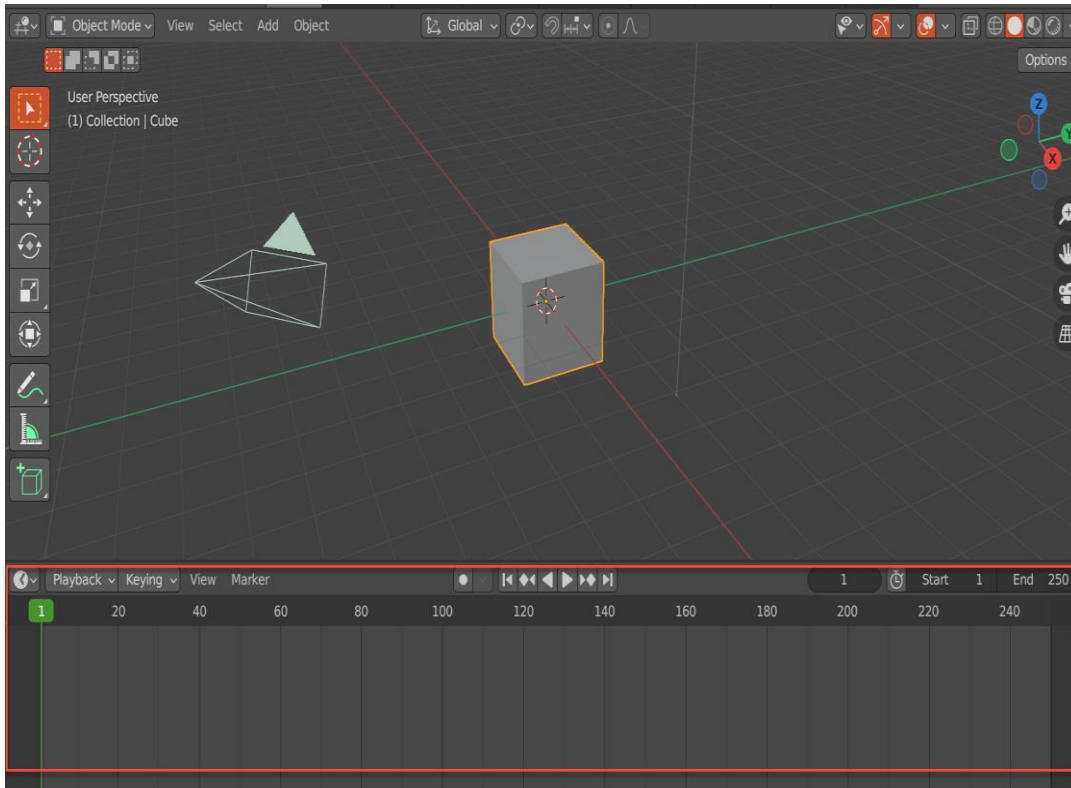 Object Mode View Select Add Object Global
Options
User Perspective
(1) Collection | Cube
Z
Y
X
Playback Keying View Marker 1 Start 1 End 250
1 20 40 60 80 100 120 140 160 180 200 220 240